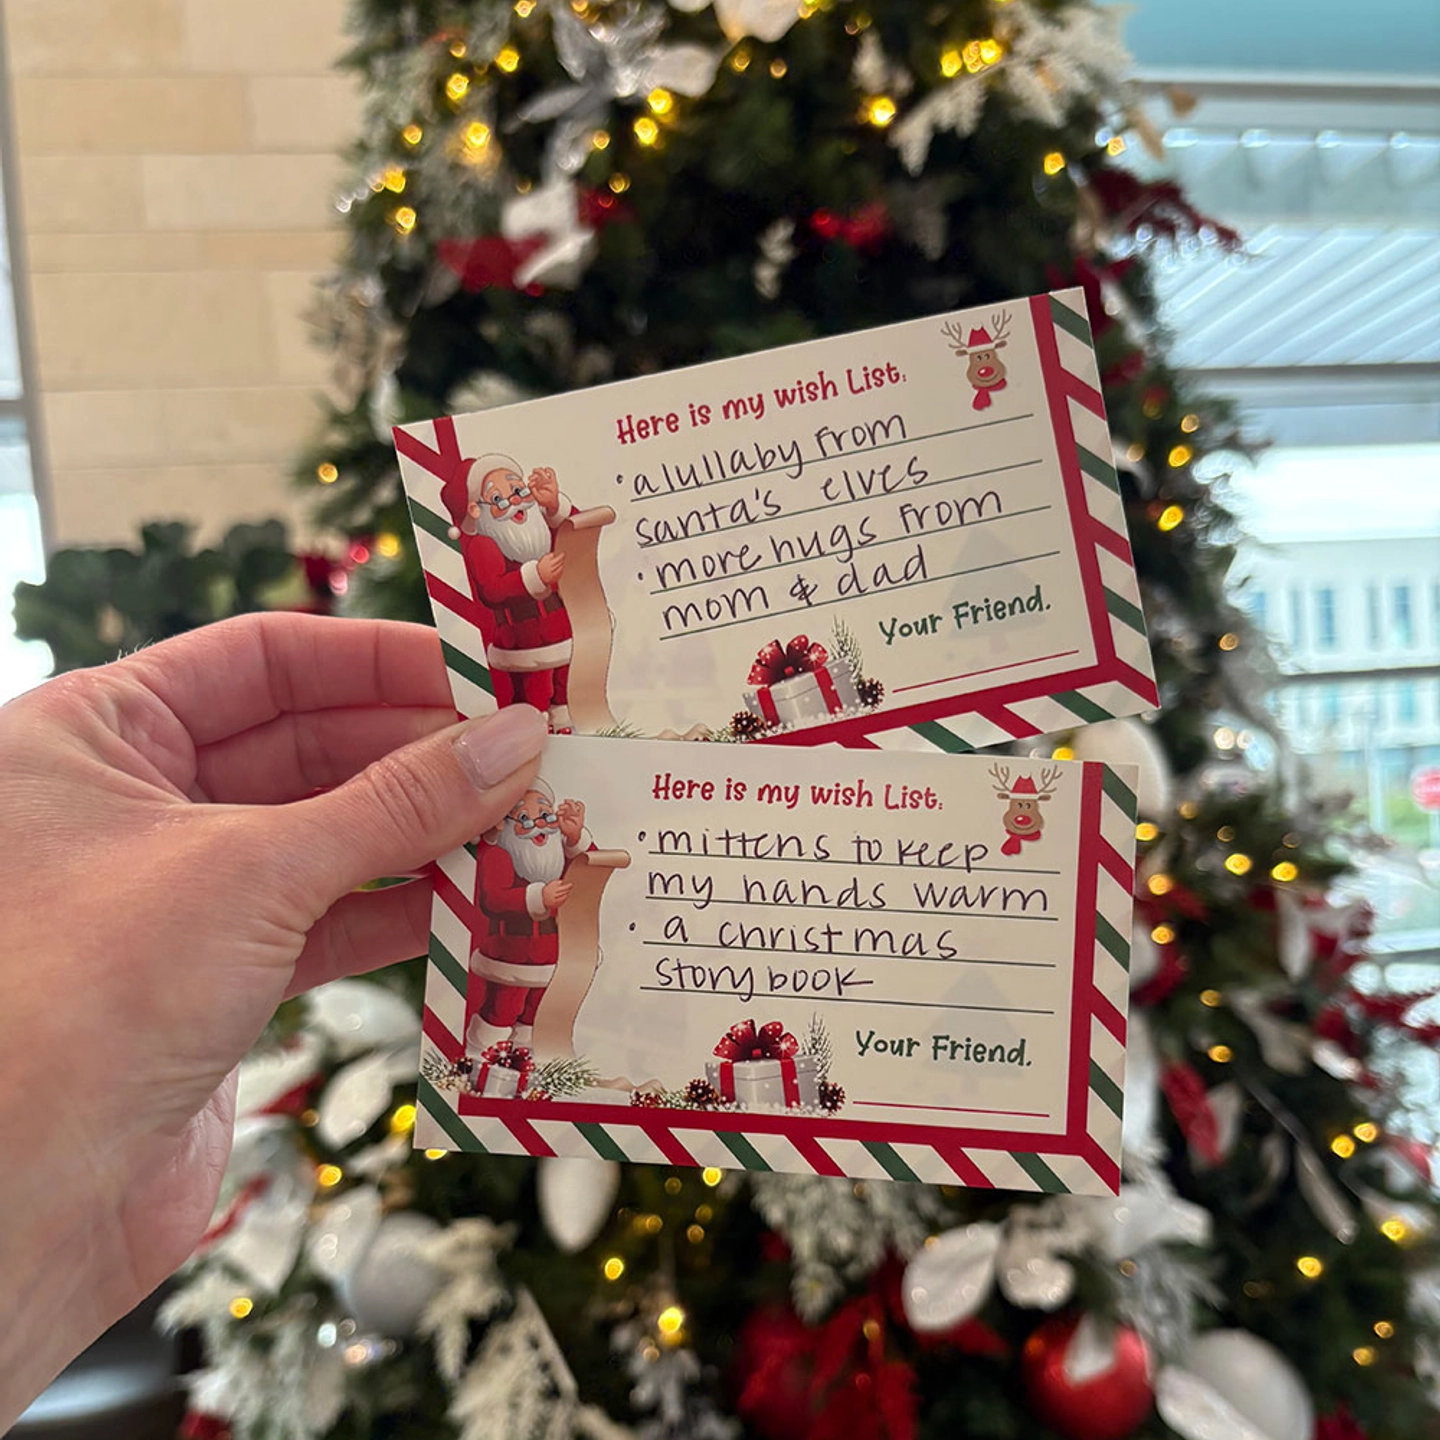 Here is my wish List:
• a lullaby from
santa's elves
• more hugs from
mom & dad
Your Friend,
Here is my wish List:
• mittens to keep
my hands warm
• a christmas
story book
Your Friend,